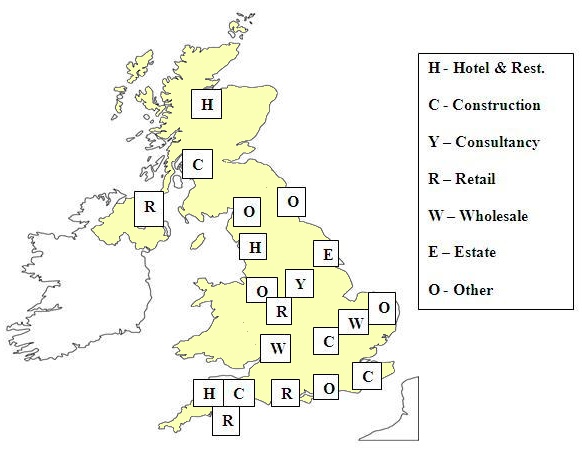 H
C
R
O
O
H
E
O
Y
R
W
O
W
C
H
C
R
O
C
R
H - Hotel & Rest.
C - Construction
Y – Consultancy
R – Retail
W – Wholesale
E – Estate
O - Other